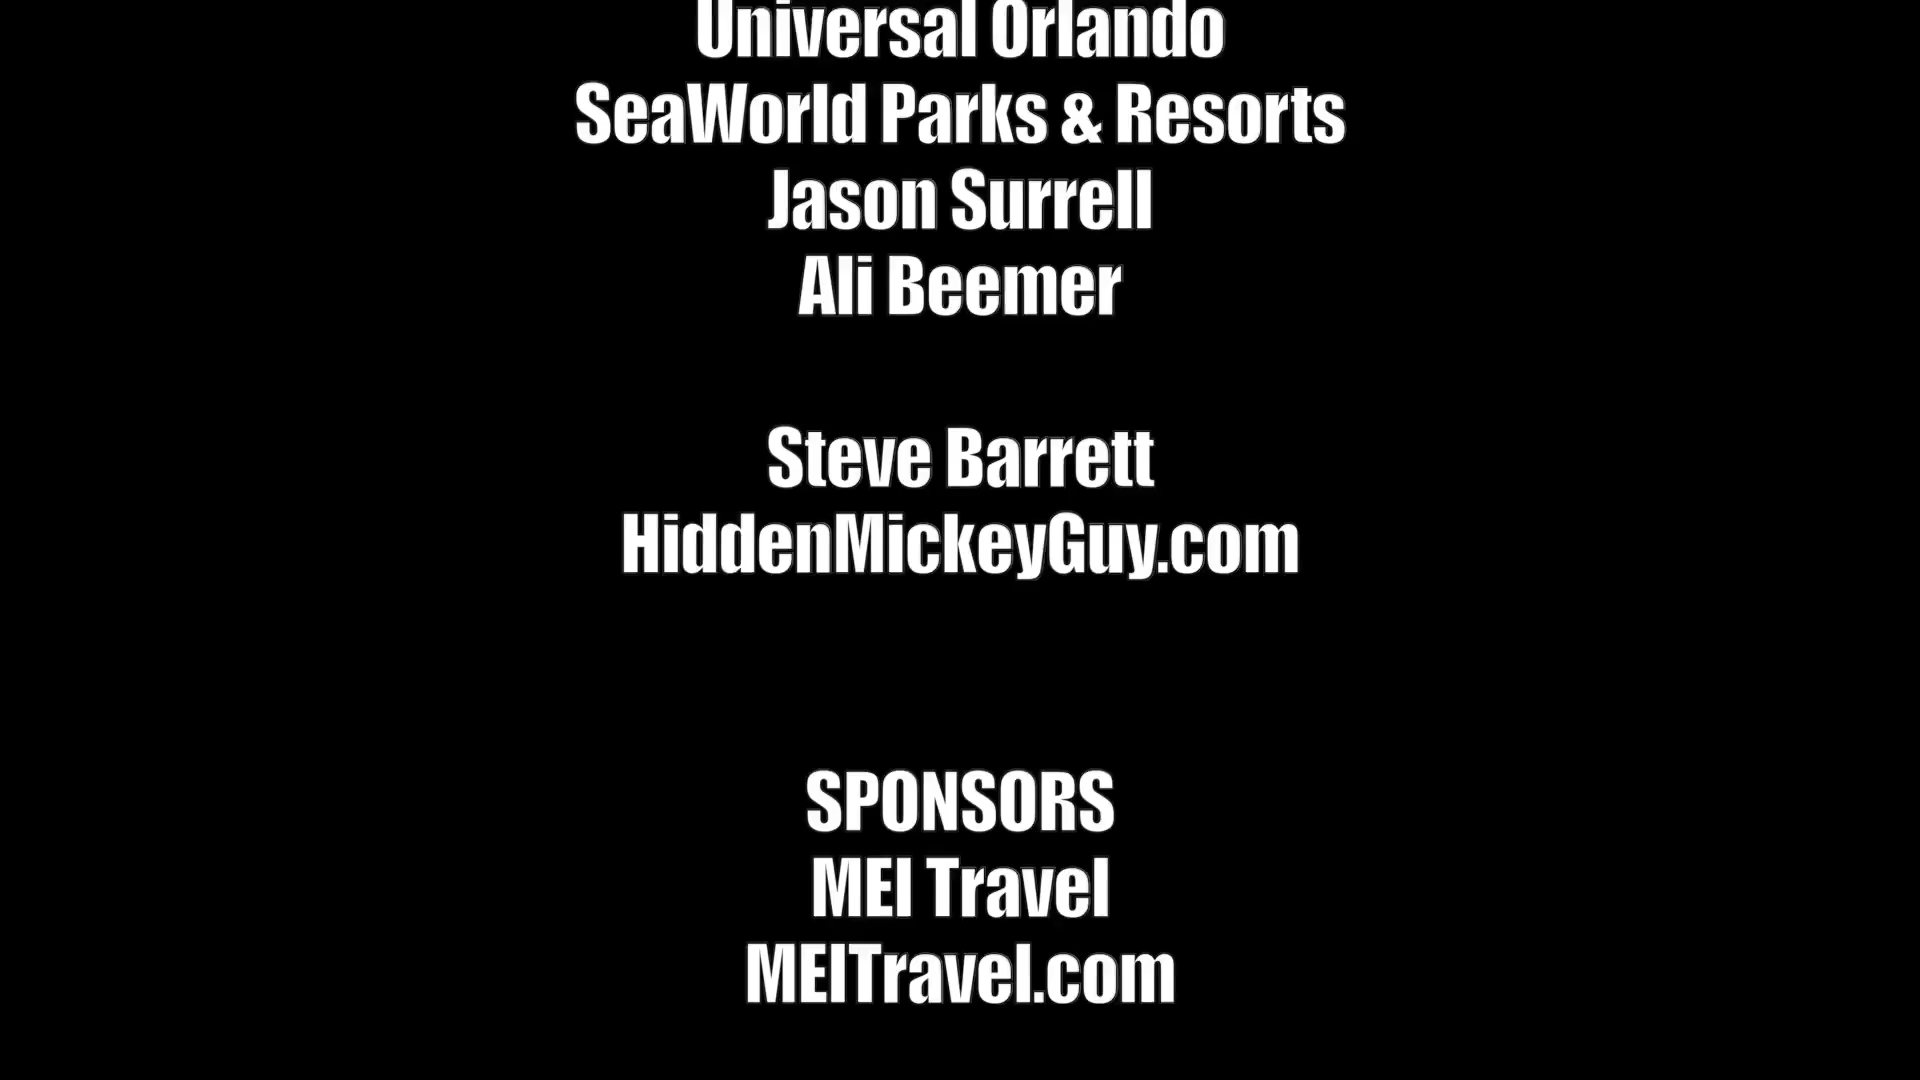 Universal Orlando
SeaWorld Parks & Resorts
Jason Surrell
Ali Beemer
Steve Barrett
HiddenMickeyGuy.com
SPONSORS
MEI Travel
MEITravel.com